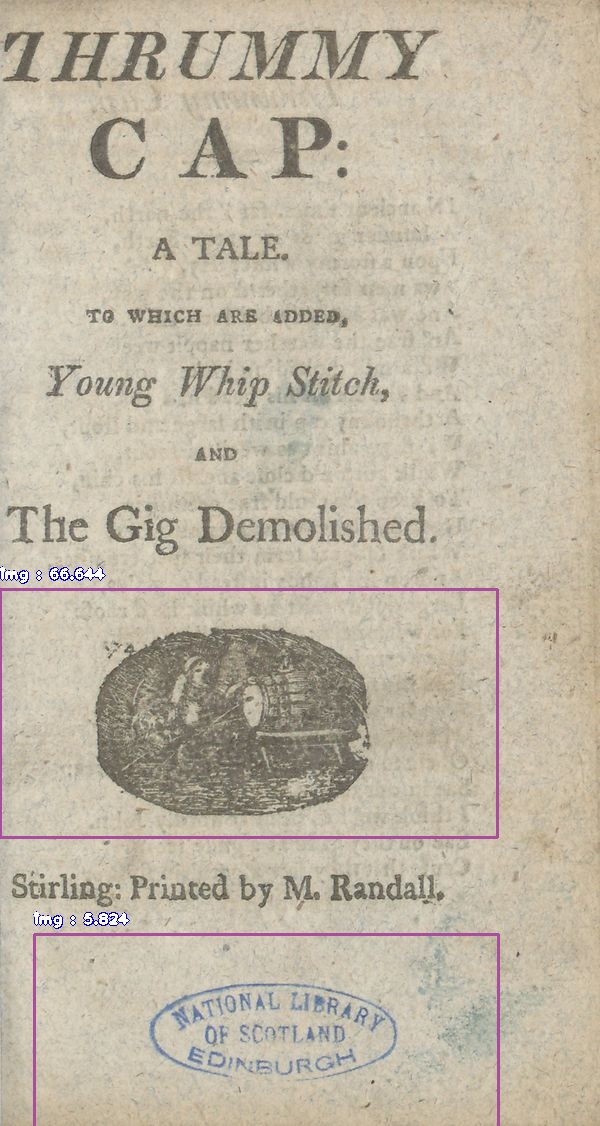 THRUMMY
CAP:
A TALE.
TO WHICH ARE ADDED,
Young Whip Stitch,
AND
The Gig Demolished.
img : 66.644
Stirling: Printed by M. Randall.
img : 5.824
NATIONAL LIBRARY
OF SCOTLAND
EDINBURGH